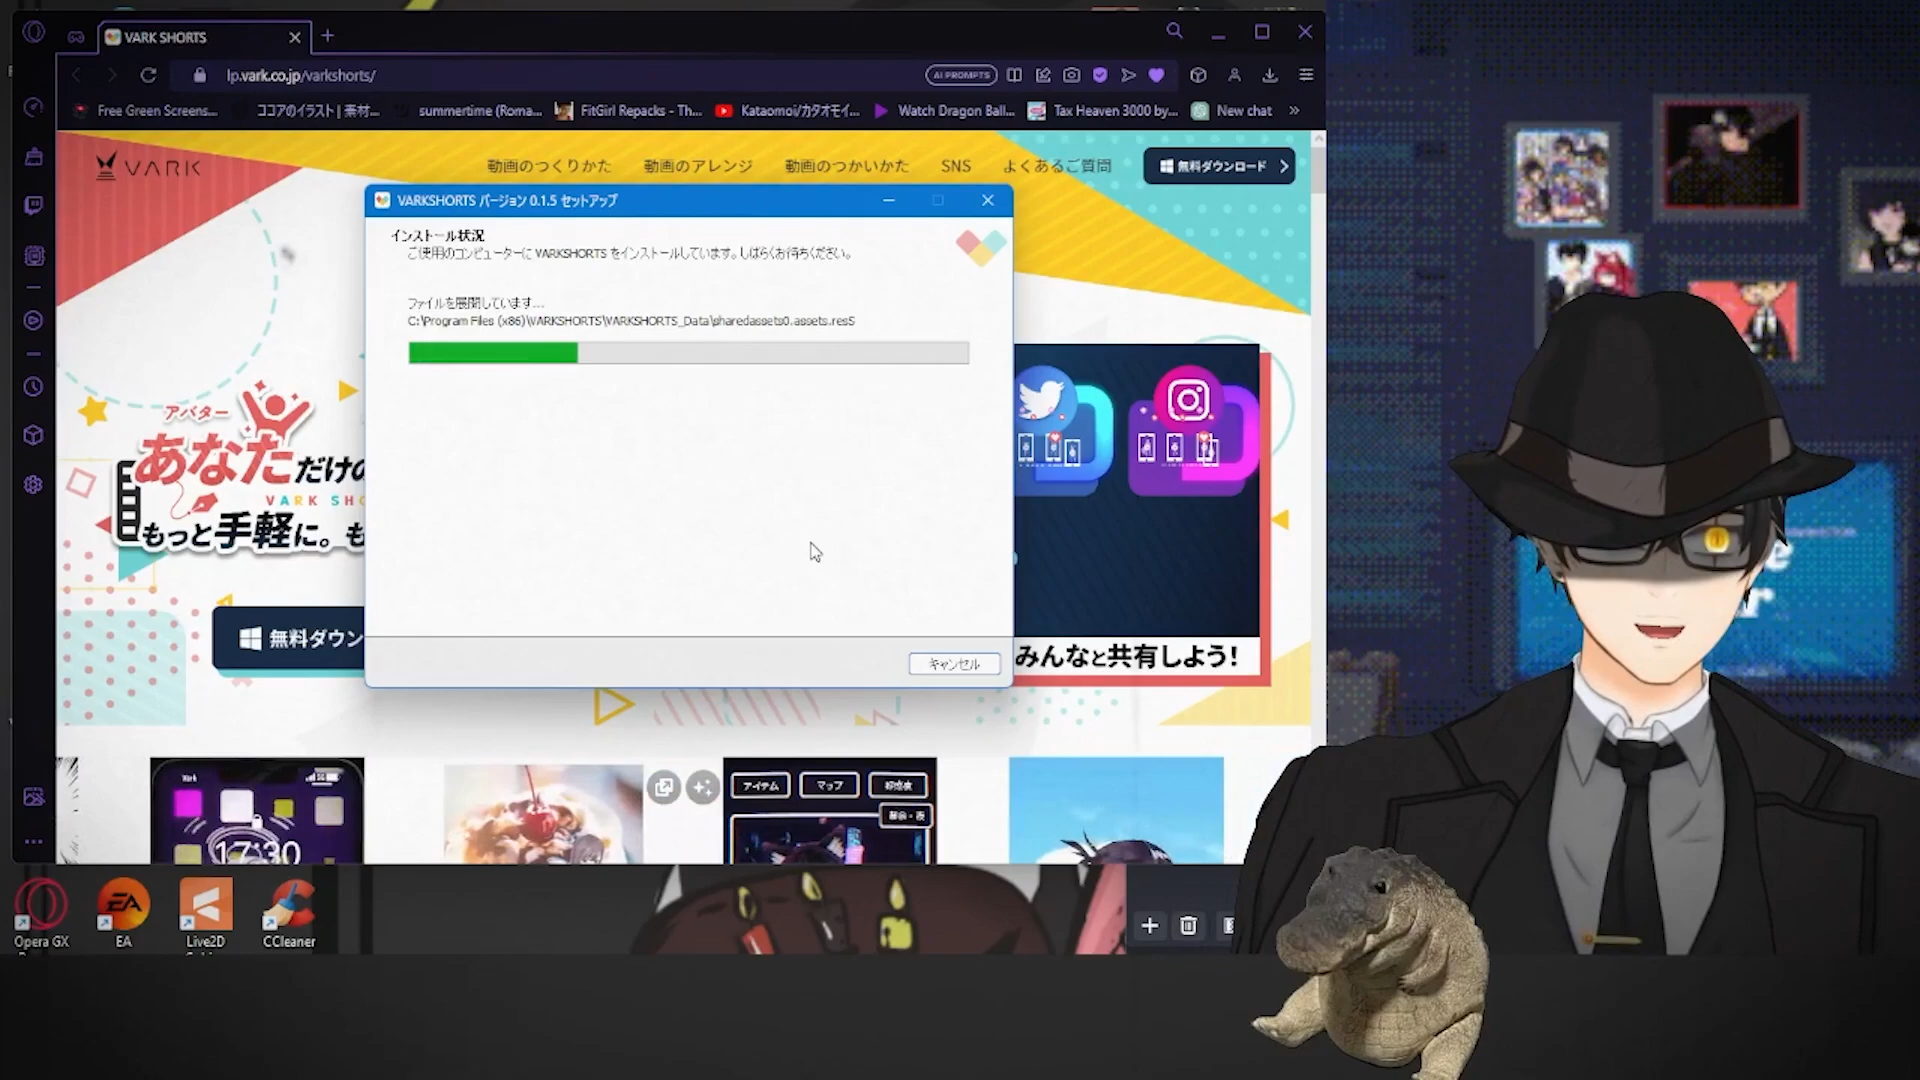 VARK SHORTS
lp.vark.co.jp/varkshorts/
AI PROMPTS
Free Green Screens...
ココアのイラスト | 素材...
summertime (Roma...
FitGirl Repacks - Th...
Kataomoi/カタオモイ...
Watch Dragon Ball...
Tax Heaven 3000 by...
New chat
VARK
動画のつくりかた
動画のアレンジ
動画のつかいかた
SNS
よくあるご質問
無料ダウンロード
VARKSHORTS バージョン 0.1.5 セットアップ
インストール状況
ご使用のコンピューターに VARKSHORTS をインストールしています。しばらくお待ちください。
ファイルを展開しています...
C:\Program Files (x86)\VARKSHORTS\VARKSHORTS_Data\sharedassets0.assets.resS
キャンセル
アバター
あなただけの
VARK SHO
もっと手軽に。も
無料ダウン
みんなと共有しよう!
Vark
17:30
アイテム
マップ
好感度
都会・夜
Opera GX
EA
EA
Live2D
CCleaner